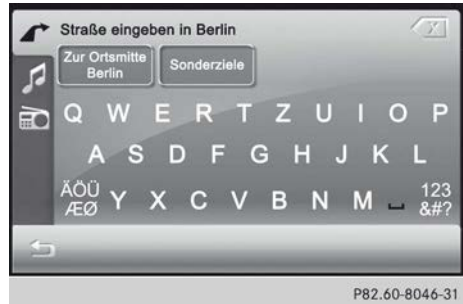 Straße eingeben in Berlin
Zur Ortsmitte
Berlin
Sonderziele
Q W E R T Z U I O P
A S D F G H J K L
ÄÖÜ
ÆØ
Y X C V B N M
123
&#?
P82.60-8046-31